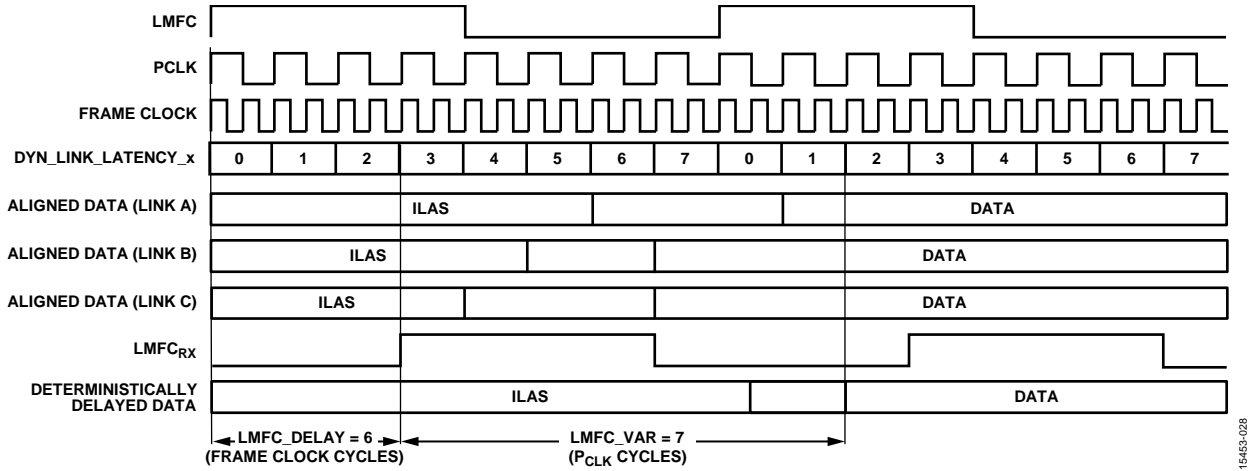 LMFC
PCLK
FRAME CLOCK
DYN_LINK_LATENCY_x 0 1 2 3 4 5 6 7 0 1 2 3 4 5 6 7
ALIGNED DATA (LINK A) ILAS DATA
ALIGNED DATA (LINK B) ILAS DATA
ALIGNED DATA (LINK C) ILAS DATA
LMFCRX
DETERMINISTICALLY
DELAYED DATA ILAS DATA
LMFC_DELAY = 6
(FRAME CLOCK CYCLES)
LMFC_VAR = 7
(PCLK CYCLES)
15453-028